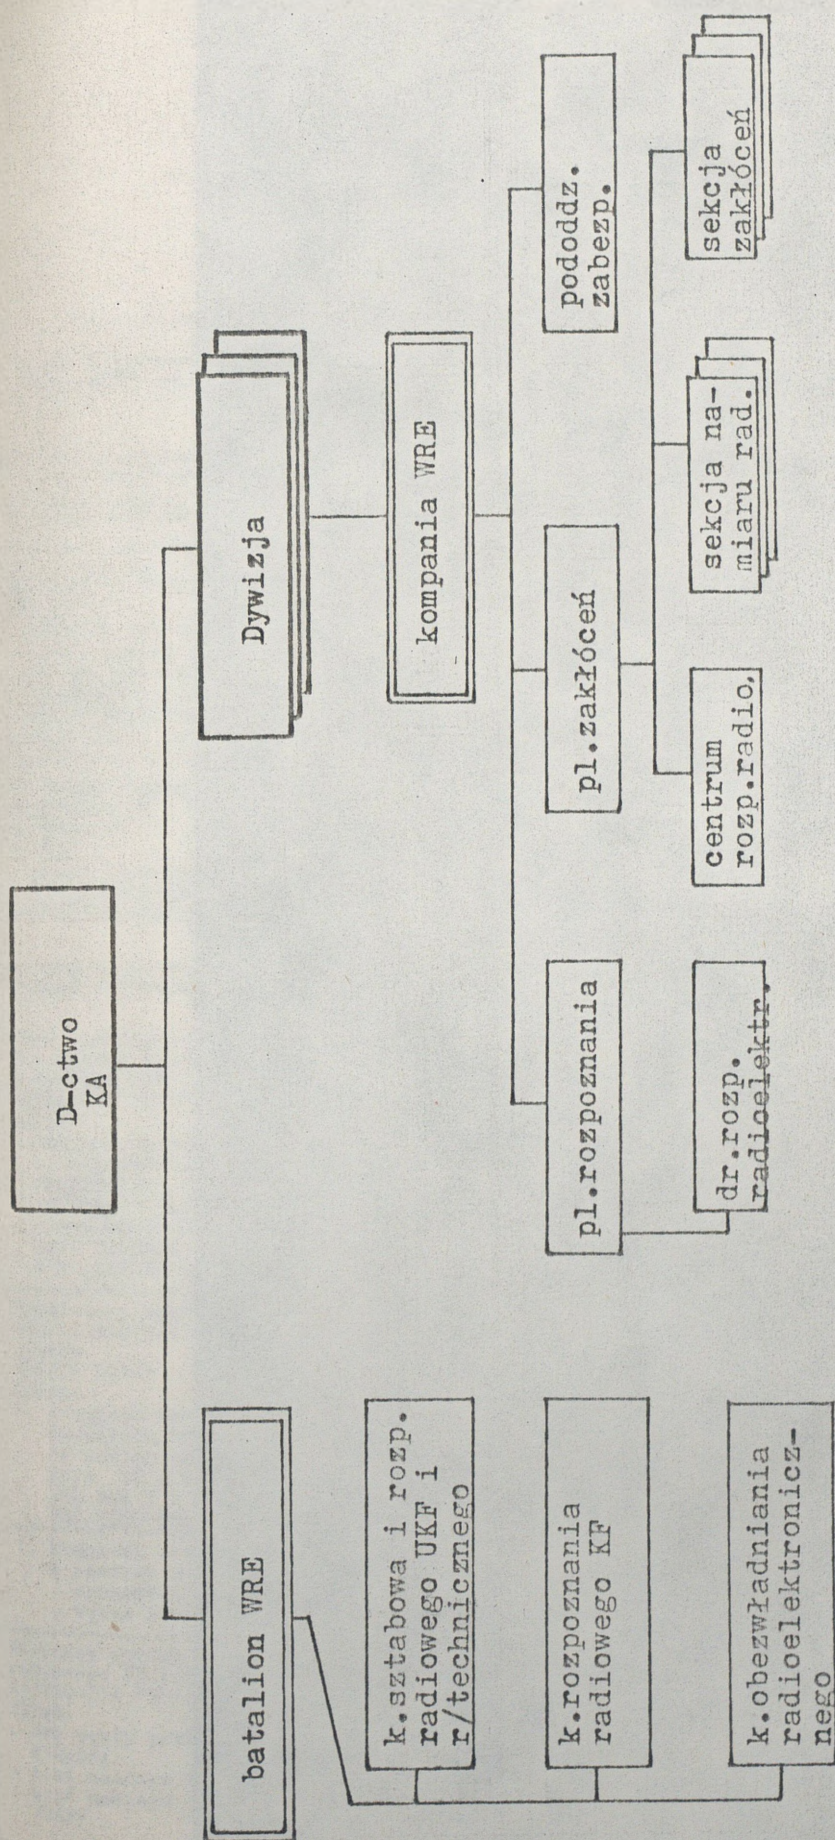 D-ctwo
KA
batalion WRE
Dywizja
k.sztabowa i rozp.
radiowego UKF i
r/technicznego
kompania WRE
k.rozpoznania
radiowego KF
pl.rozpoznania
pl.zakłóceń
pododdz.
zabezp.
k.obezwładniania
radioelektronicz-
nego
dr.rozp.
radioelektr.
centrum
rozp.radio,
sekcja na-
miaru rad.
sekcja
zakłóceń